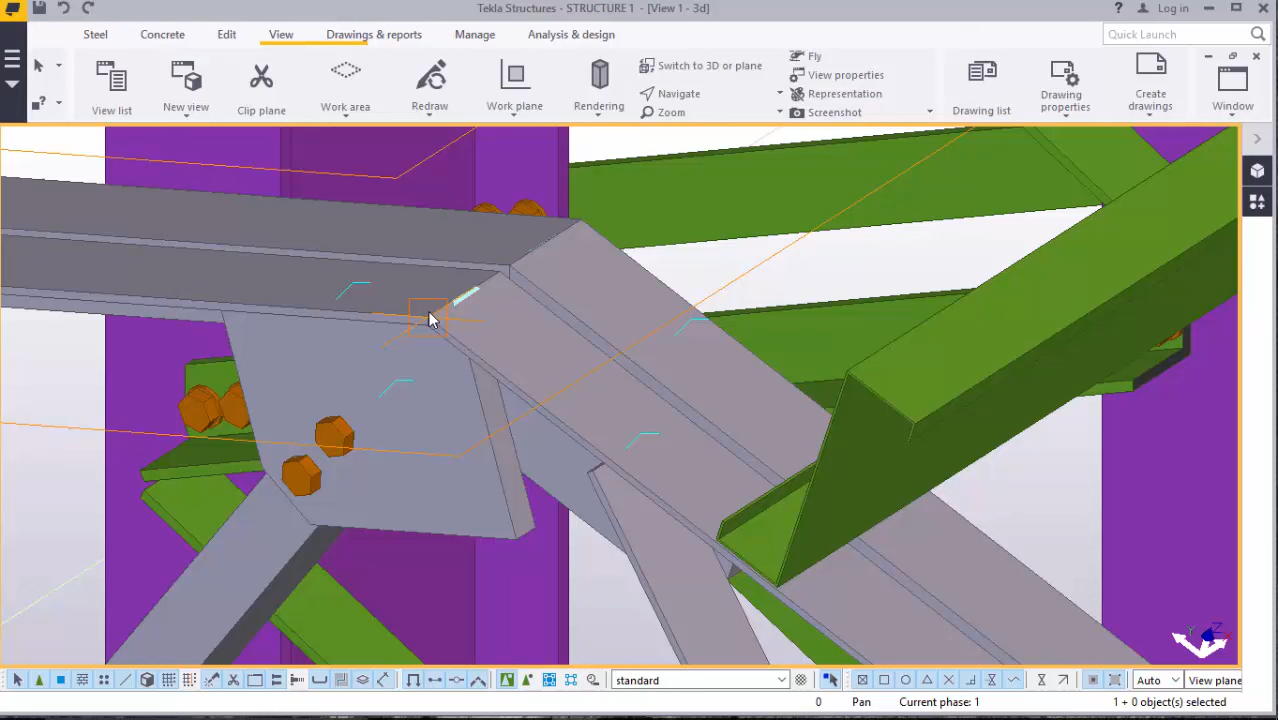 Tekla Structures - STRUCTURE 1 - [View 1 - 3d]
? Log in
Steel Concrete Edit View Drawings & reports Manage Analysis & design
Quick Launch
View list
New view
Clip plane
Work area
Redraw
Work plane
Rendering
Switch to 3D or plane
Navigate
Zoom
Fly
View properties
Representation
Screenshot
Drawing list
Drawing
properties
Create
drawings
Window
standard
Auto
View plane
0 Pan Current phase: 1 1 + 0 object(s) selected